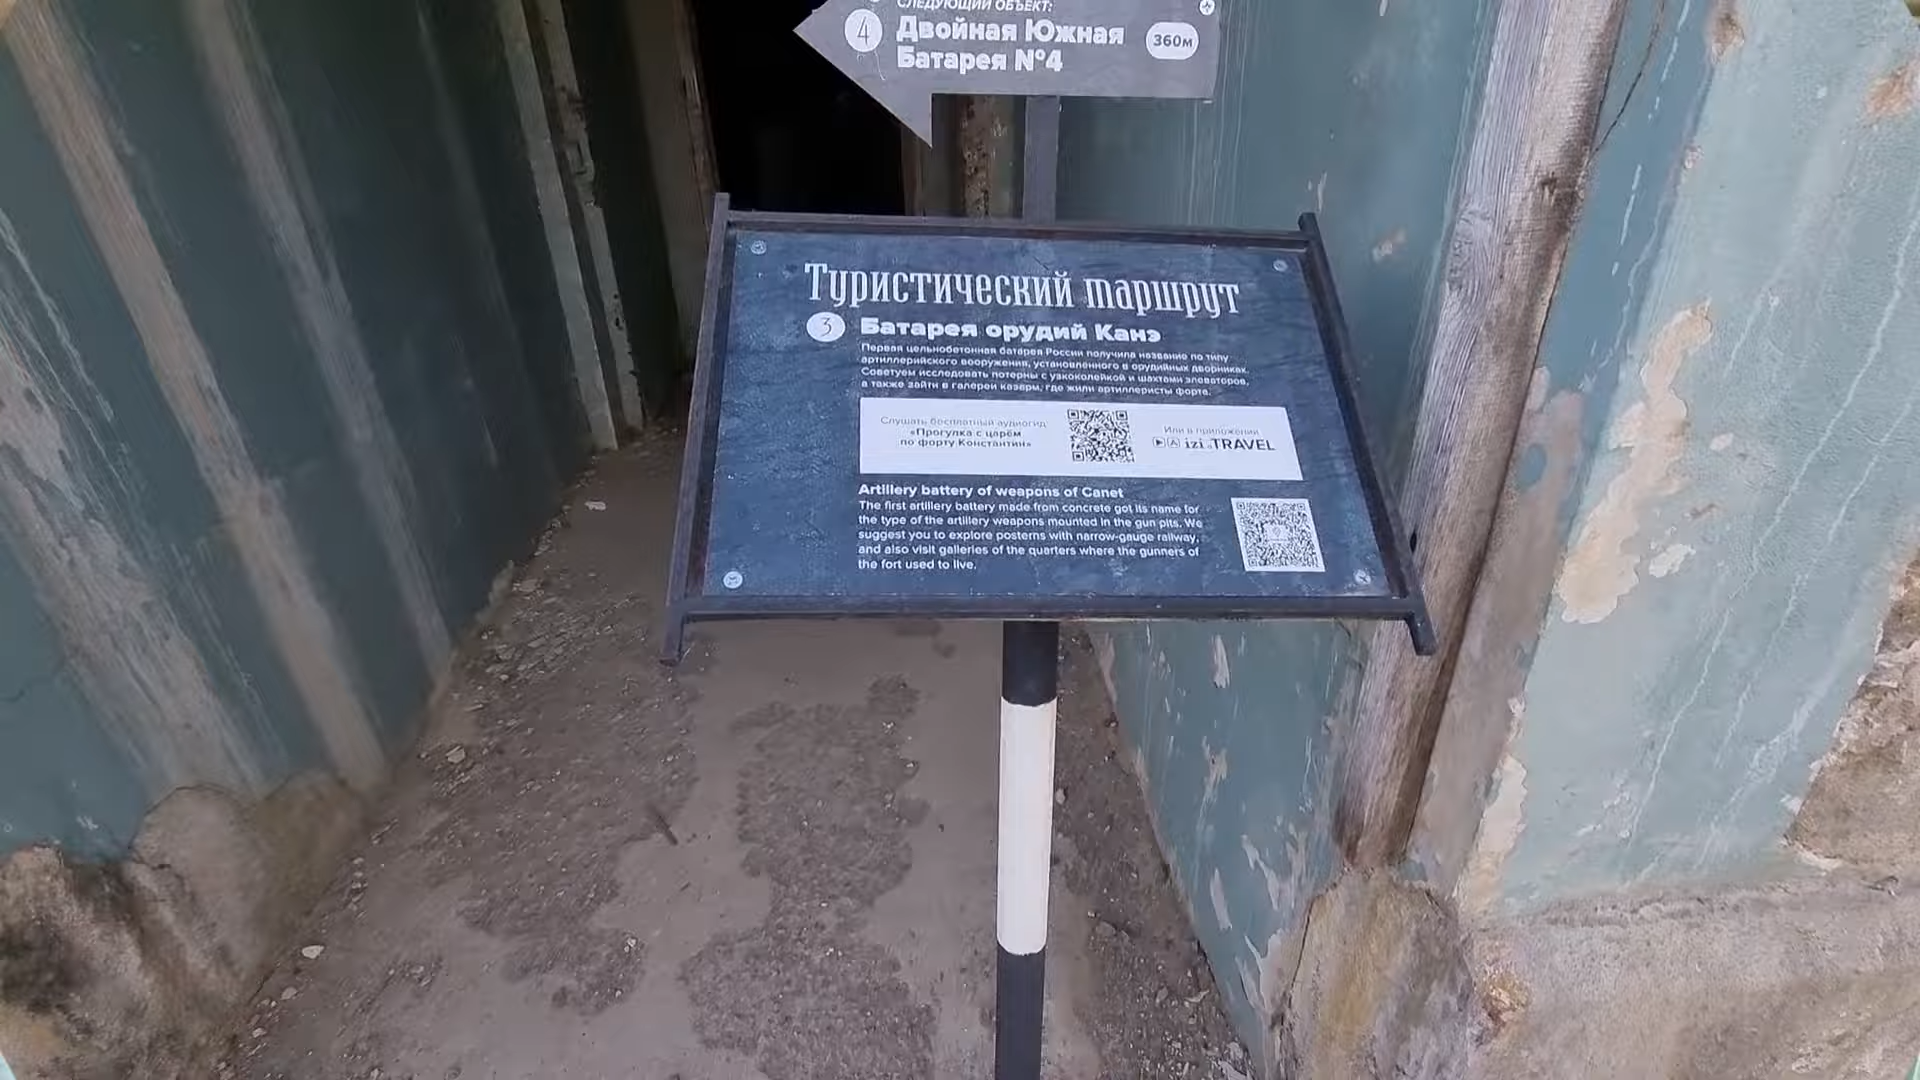 СЛЕДУЮЩИЙ ОБЪЕКТ:
4 Двойная Южная
Батарея №4
360м
Туристический маршрут
3 Батарея орудий Канэ
Первая цельнобетонная батарея России получила название по типу
артиллерийского вооружения, установленного в орудийных двориках.
Советуем исследовать потерны с узкоколейкой и шахтами элеваторов,
а также зайти в галереи казарм, где жили артиллеристы форта.
Слушать бесплатный аудиогид
«Прогулка с царём
по форту Константин»
Или в приложении
izi.TRAVEL
Artillery battery of weapons of Canet
The first artillery battery made from concrete got its name for
the type of the artillery weapons mounted in the gun pits. We
suggest you to explore posterns with narrow-gauge railway,
and also visit galleries of the quarters where the gunners of
the fort used to live.